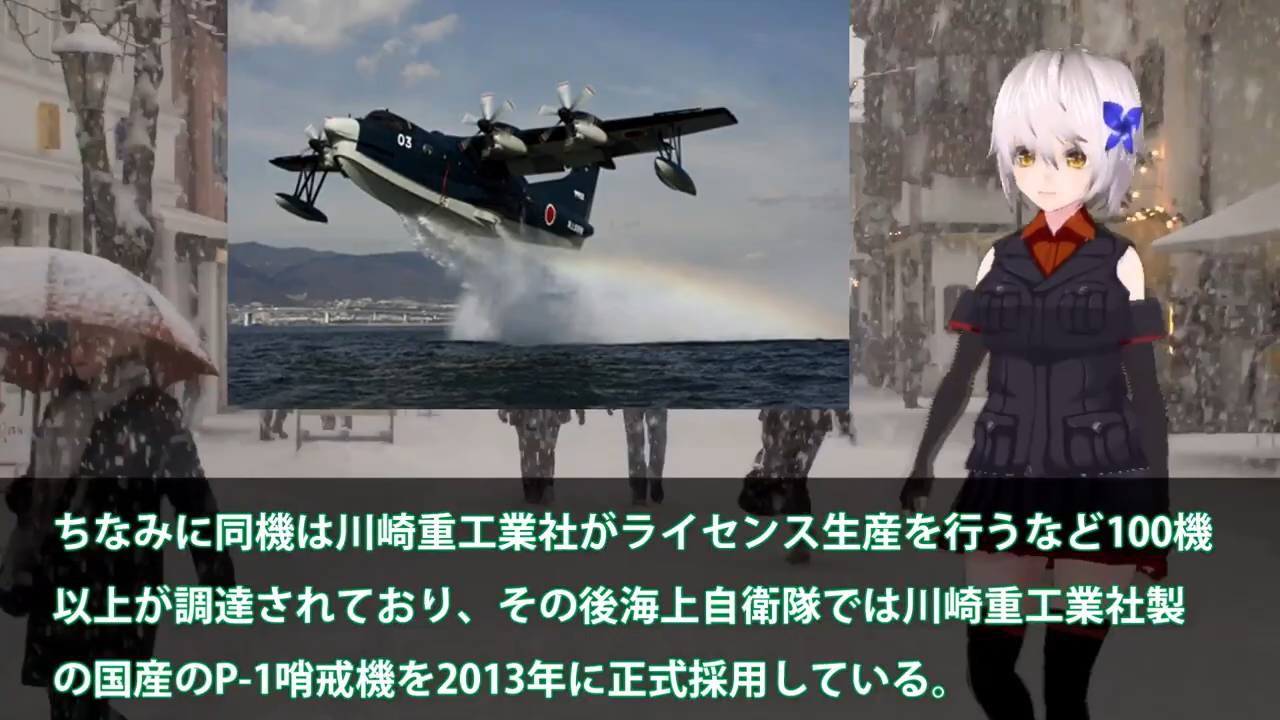 03
ちなみに同機は川崎重工業社がライセンス生産を行うなど100機
以上が調達されており、その後海上自衛隊では川崎重工業社製
の国産のP-1哨戒機を2013年に正式採用している。